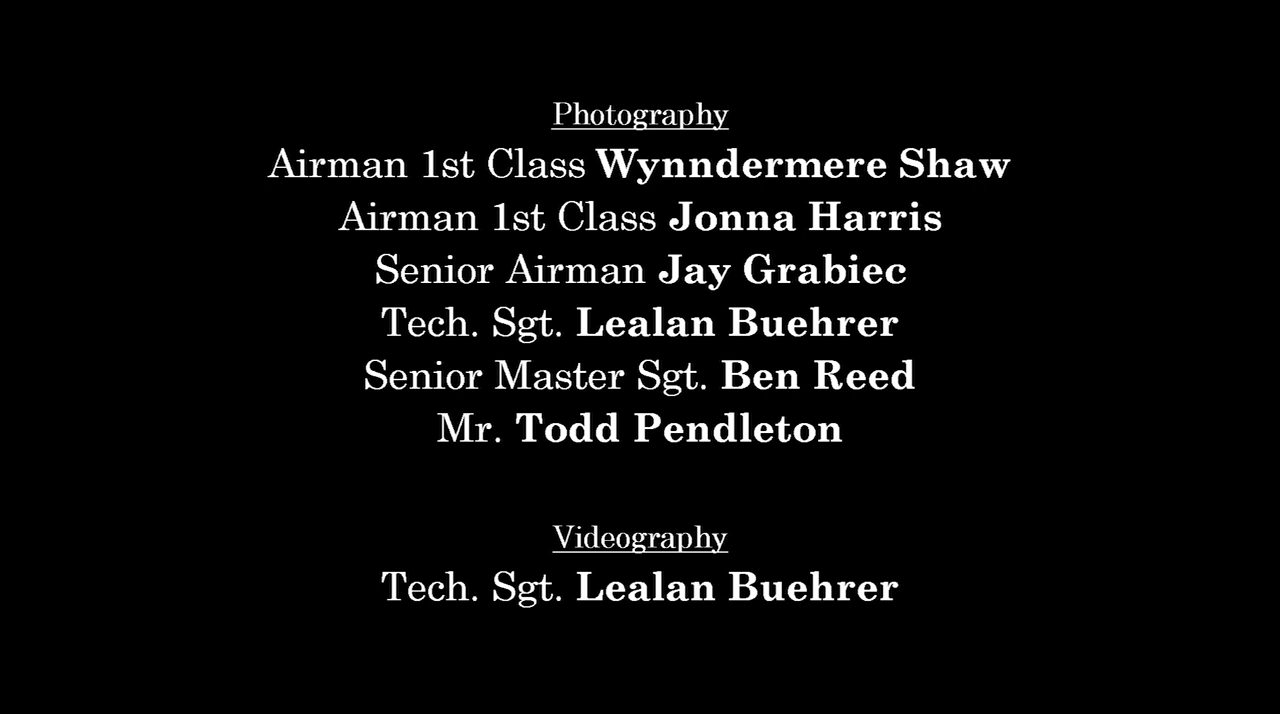 Photography
Airman 1st Class Wynndermere Shaw
Airman 1st Class Jonna Harris
Senior Airman Jay Grabiec
Tech. Sgt. Lealan Buehrer
Senior Master Sgt. Ben Reed
Mr. Todd Pendleton
Videography
Tech. Sgt. Lealan Buehrer